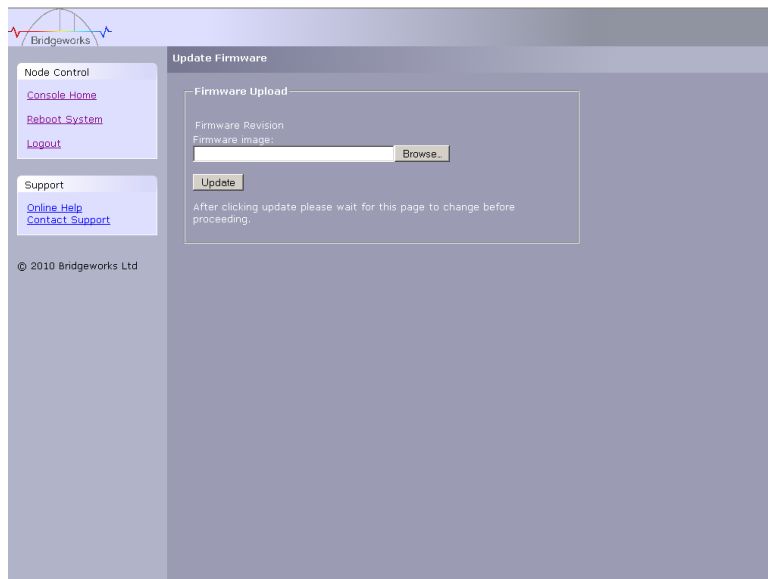 Bridgeworks
Update Firmware
Node Control
Console Home
Reboot System
Logout
Support
Online Help
Contact Support
© 2010 Bridgeworks Ltd
Firmware Upload
Firmware Revision
Firmware image:
Browse..
Update
After clicking update please wait for this page to change before
proceeding.